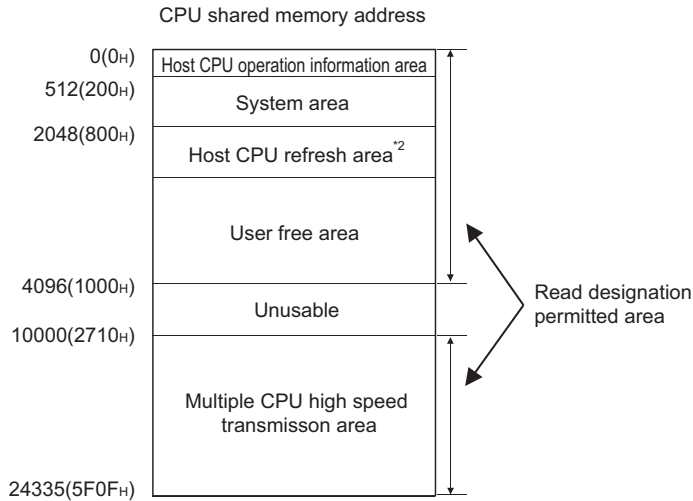 CPU shared memory address
0(0H)
Host CPU operation information area
512(200H)
System area
2048(800H)
Host CPU refresh area*2
User free area
4096(1000H)
Unusable
Read designation
permitted area
10000(2710H)
Multiple CPU high speed
transmisson area
24335(5F0FH)